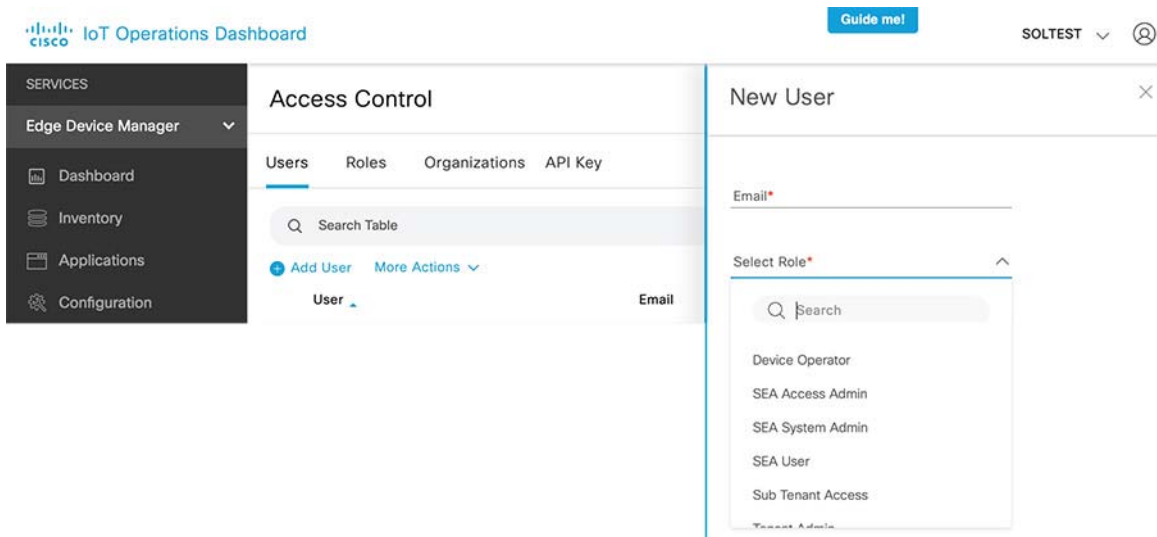 CISCO IoT Operations Dashboard
Guide me!
SOLTEST
SERVICES
Edge Device Manager
Dashboard
Inventory
Applications
Configuration
Access Control
Users Roles Organizations API Key
Search Table
Add User More Actions
User Email
New User
Email*
Select Role*
Search
Device Operator
SEA Access Admin
SEA System Admin
SEA User
Sub Tenant Access
Tenant Admin